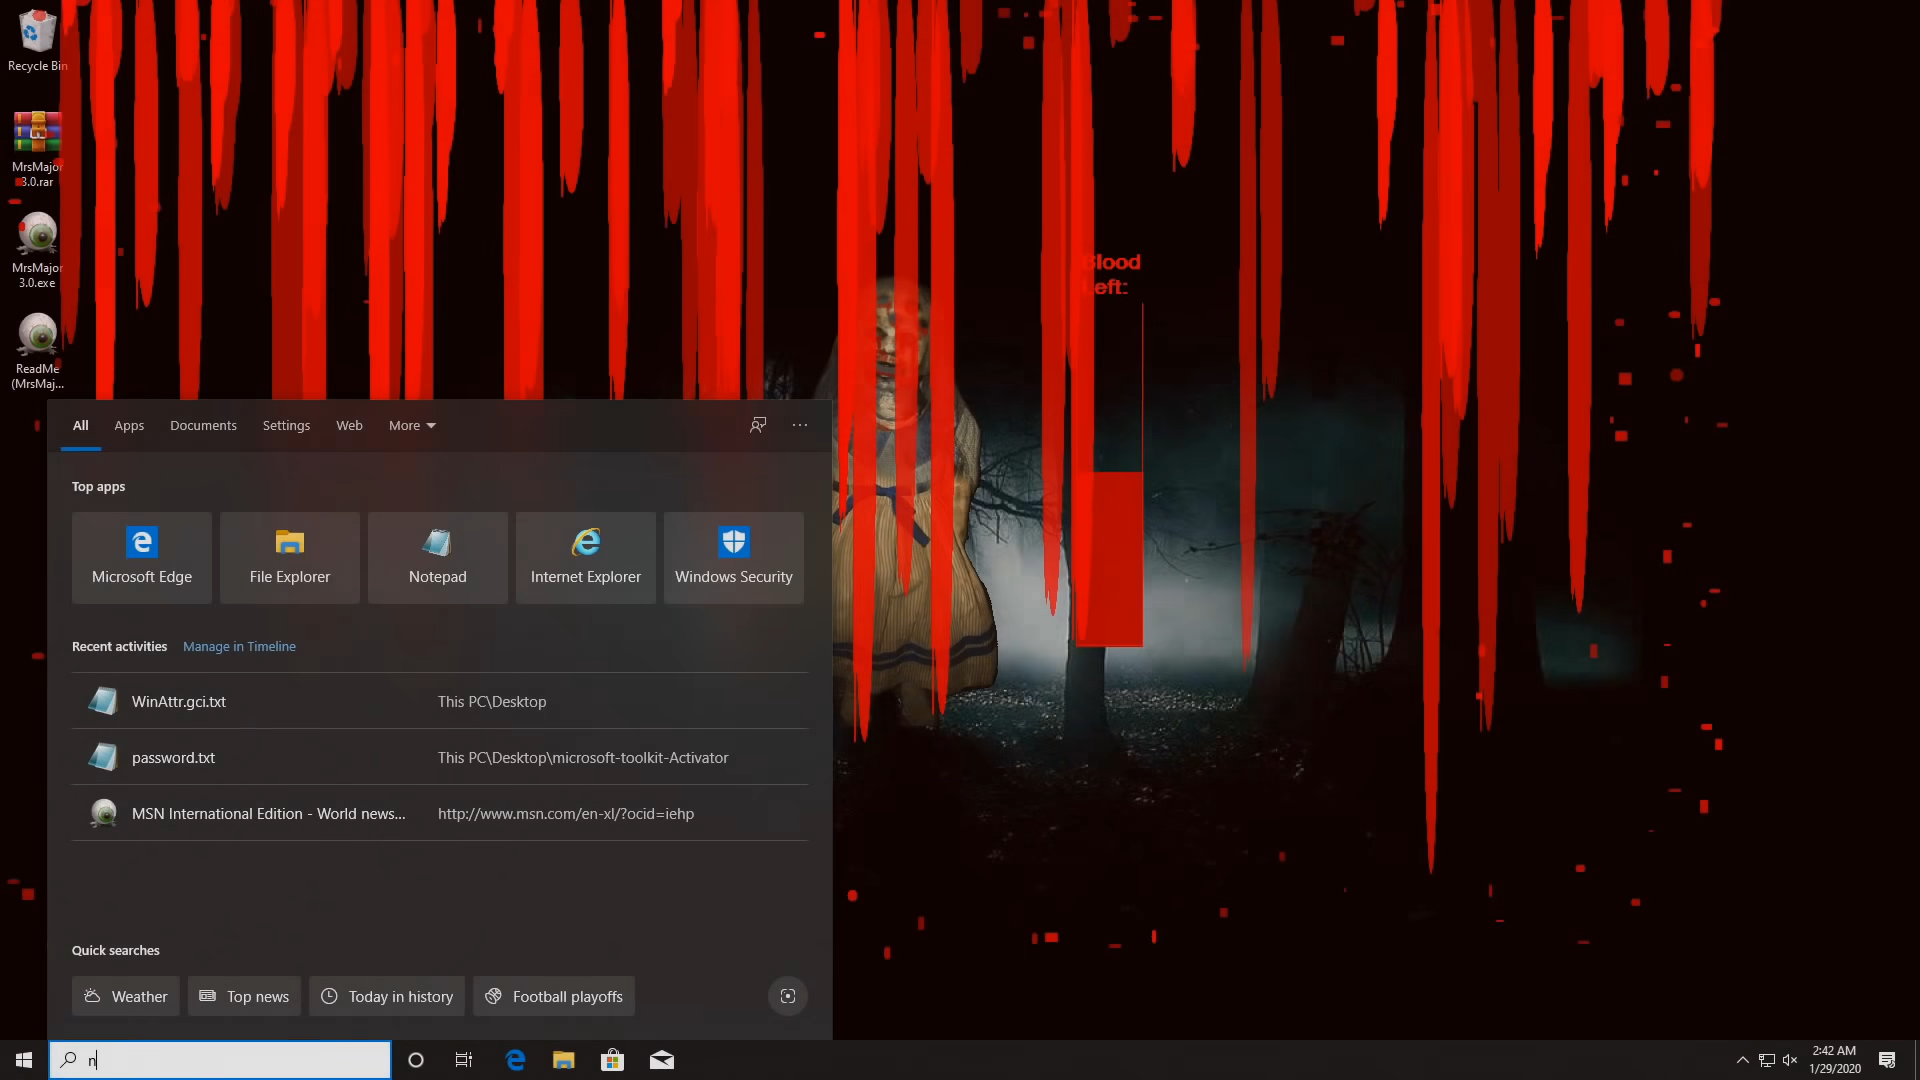 Recycle Bin
MrsMajor
3.0.rar
MrsMajor
3.0.exe
ReadMe
(MrsMaj...
Blood
Left:
All
Apps
Documents
Settings
Web
More
Top apps
Microsoft Edge
File Explorer
Notepad
Internet Explorer
Windows Security
Recent activities
Manage in Timeline
WinAttr.gci.txt
This PC\Desktop
password.txt
This PC\Desktop\microsoft-toolkit-Activator
MSN International Edition - World news...
http://www.msn.com/en-xl/?ocid=iehp
Quick searches
Weather
Top news
Today in history
Football playoffs
n
2:42 AM
1/29/2020